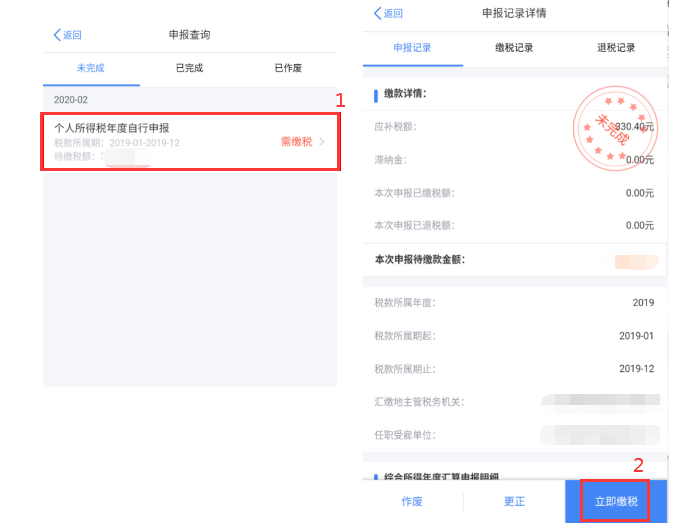 返回
申报查询
未完成
已完成
已作废
2020-02
1
个人所得税年度自行申报
税款所属期：2019-01-2019-12
需缴税
待缴税额：
返回
申报记录详情
申报记录
缴税记录
退税记录
缴款详情：
应补税额：
330.40元
未完成
滞纳金：
0.00元
本次申报已缴税额：
0.00元
本次申报已退税额：
0.00元
本次申报待缴款金额：
税款所属年度：
2019
税款所属期起：
2019-01
税款所属期止：
2019-12
汇缴地主管税务机关：
任职受雇单位：
2
综合所得年度汇算申报明细
作废
更正
立即缴税